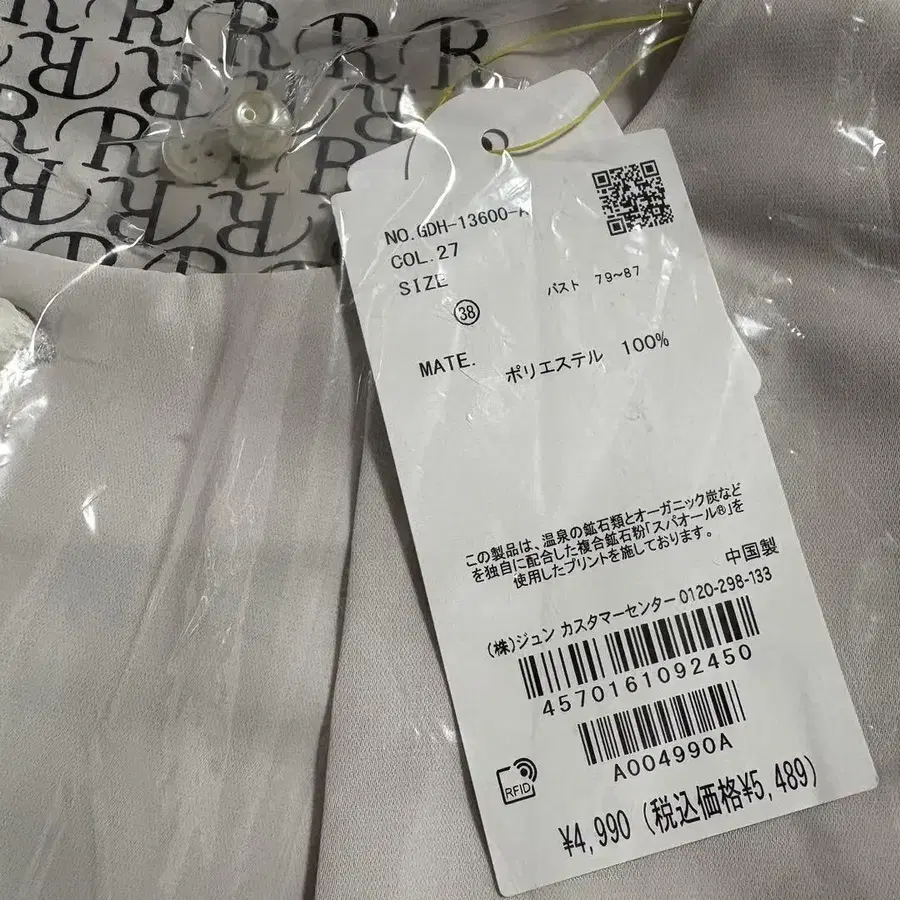 R R R R R
NO.GDH-13600-A
COL.27
SIZE
38
バスト 79~87
MATE.
ポリエステル 100%
この製品は、温泉の鉱石類とオーガニック炭など
を独自に配合した複合鉱石粉「スパオール®」を
使用したプリントを施しております。
中国製
(株)ジュン カスタマーセンター 0120-298-133
4570161092450
A004990A
RFID
¥4,990 (税込価格¥5,489)